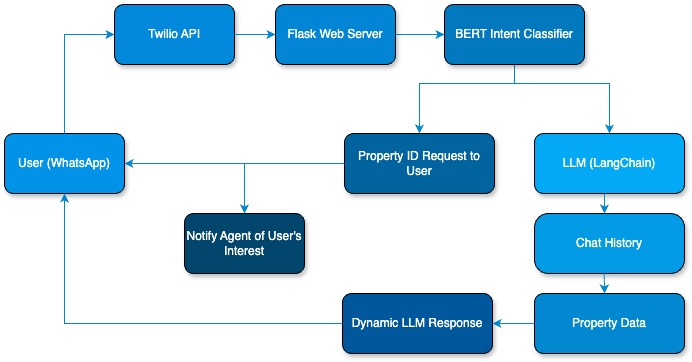 Twilio API
Flask Web Server
BERT Intent Classifier
User (WhatsApp)
Property ID Request to
User
LLM (LangChain)
Notify Agent of User's
Interest
Chat History
Dynamic LLM Response
Property Data